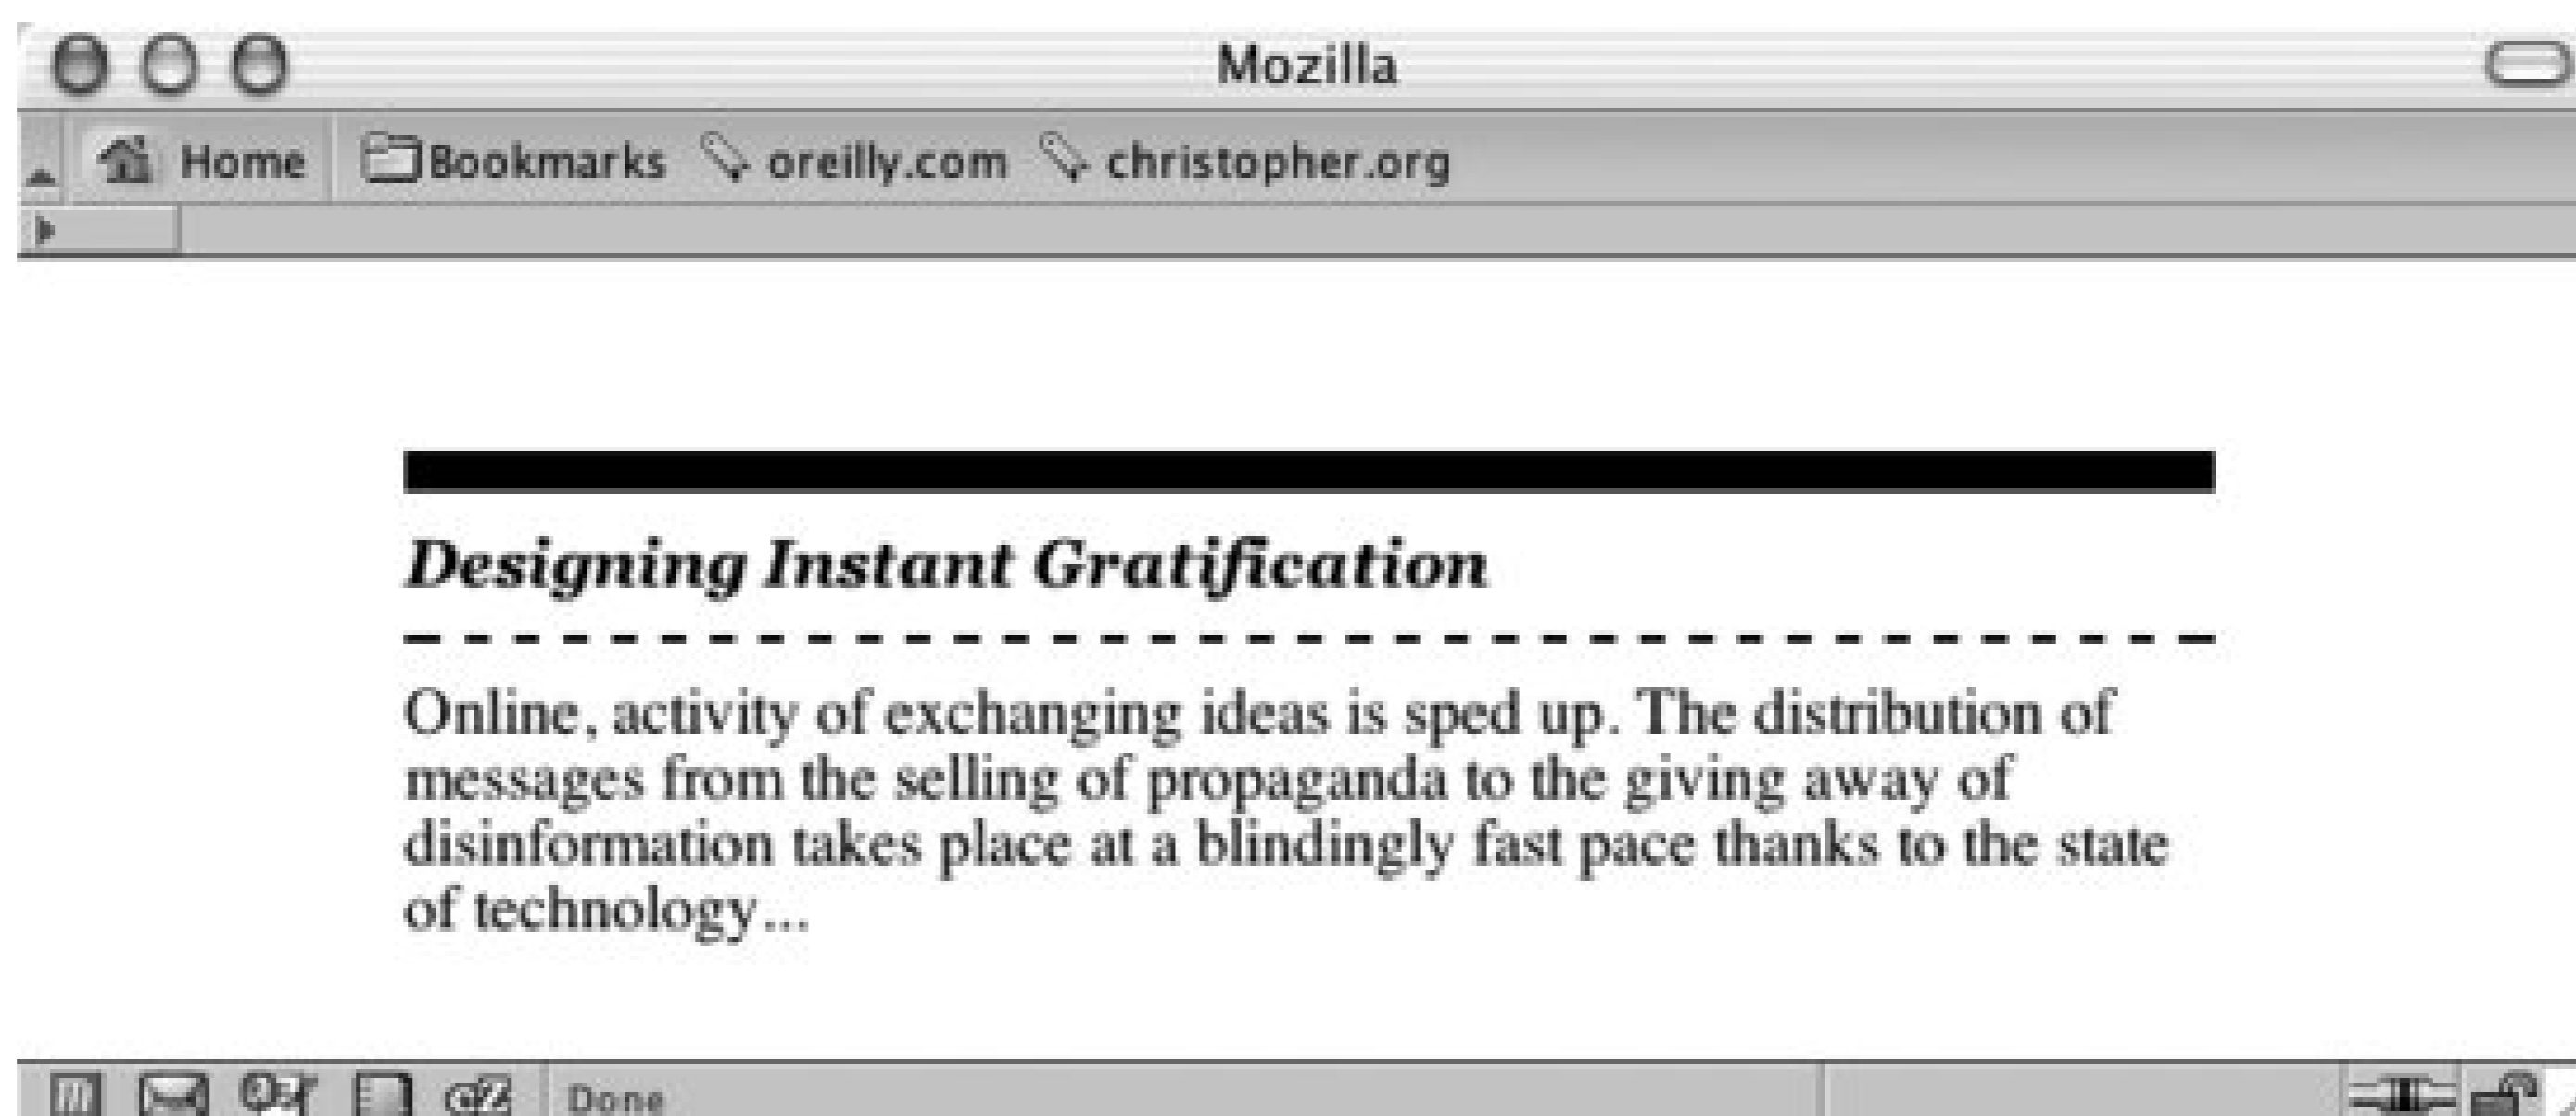 Mozilla
Home Bookmarks oreilly.com christopher.org
Designing Instant Gratification
Online, activity of exchanging ideas is sped up. The distribution of
messages from the selling of propaganda to the giving away of
disinformation takes place at a blindingly fast pace thanks to the state
of technology...
Done